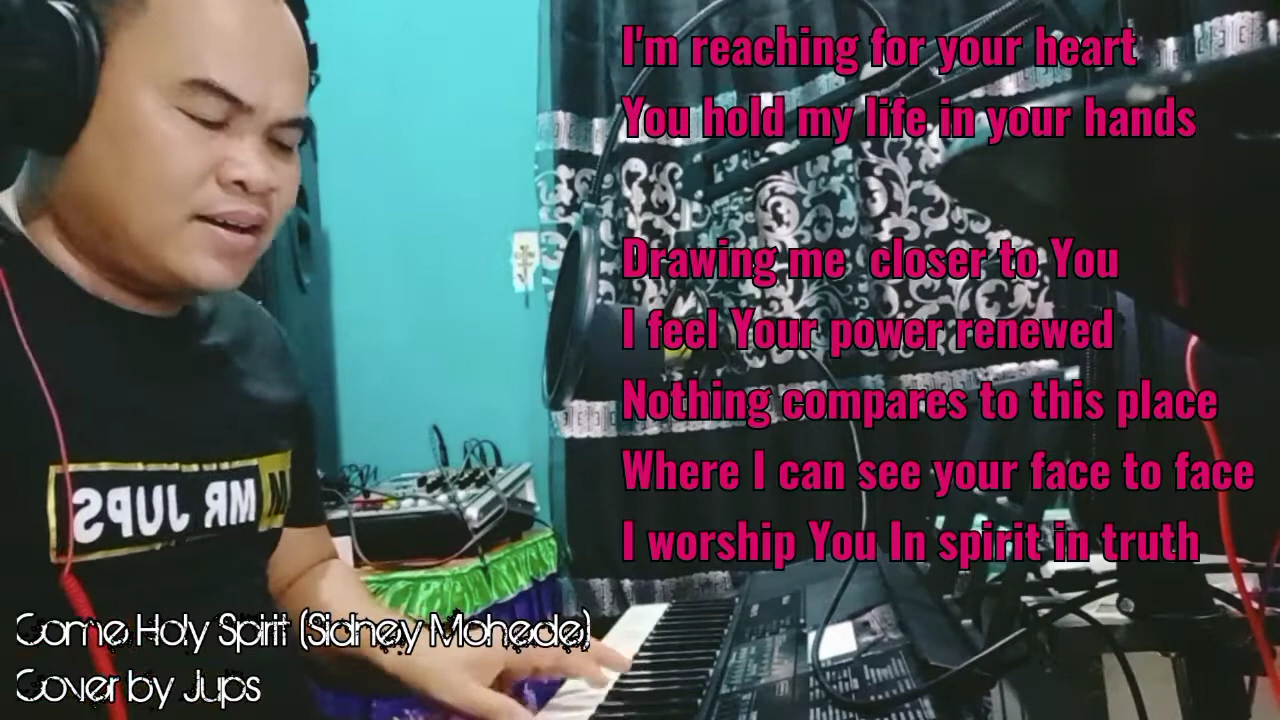 I'm reaching for your heart
You hold my life in your hands
Drawing me  closer to You
I feel Your power renewed
Nothing compares to this place
Where I can see your face to face
I worship You In spirit in truth
MR JUPS
Come Holy Spirit (Sidney Mohede)
Cover by Jups